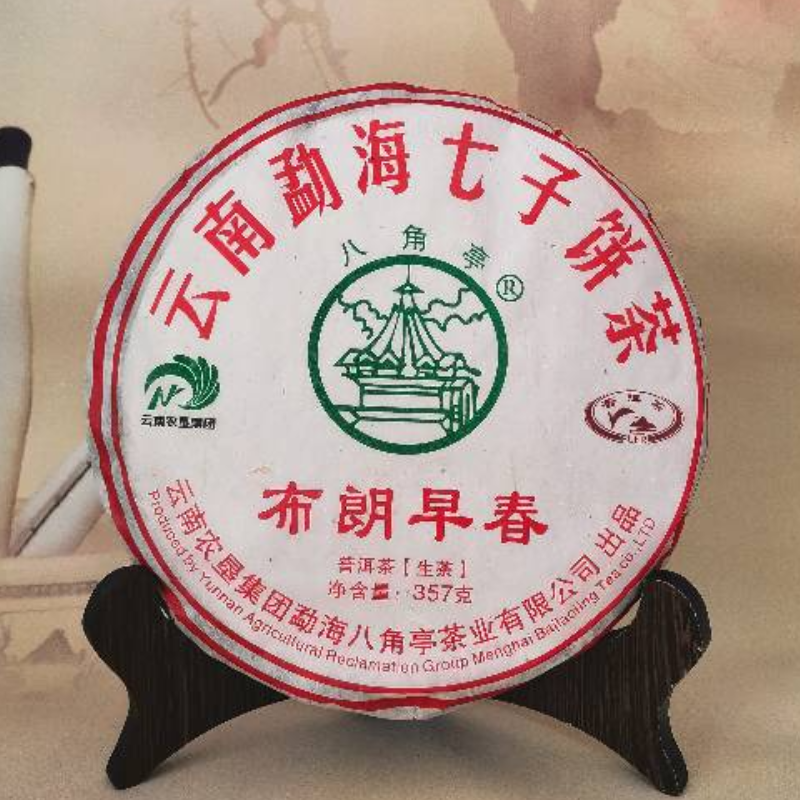 云南勐海七子饼茶
八角亭
®
云南农垦集团
普洱茶
布朗早春
普洱茶【生茶】
净含量：357克
云南农垦集团勐海八角亭茶业有限公司 出品
Produced by Yunnan Agricultural Reclamation Group Menghai Bajiaoting Tea co.,LTD